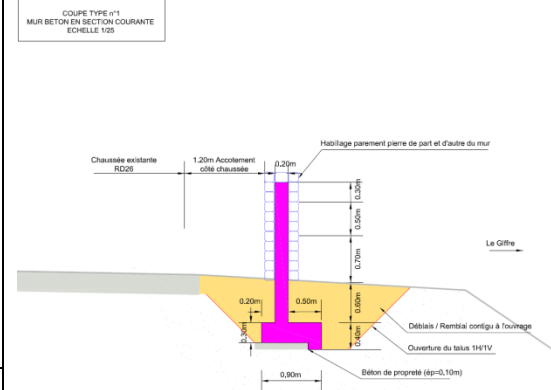 COUPE TYPE n°1
MUR BETON EN SECTION COURANTE
ECHELLE 1/25
Habillage parement pierre de part et d'autre du mur
Chaussée existante
RD26
1.20m Accotement
côté chaussée
0.20m
0.30m
0.50m
0.70m
Le Giffre
0.20m
0.50m
0.60m
0.30m
0.40m
Déblais / Remblai contigu à l'ouvrage
Ouverture du talus 1H/1V
Béton de propreté (ép=0,10m)
0,90m